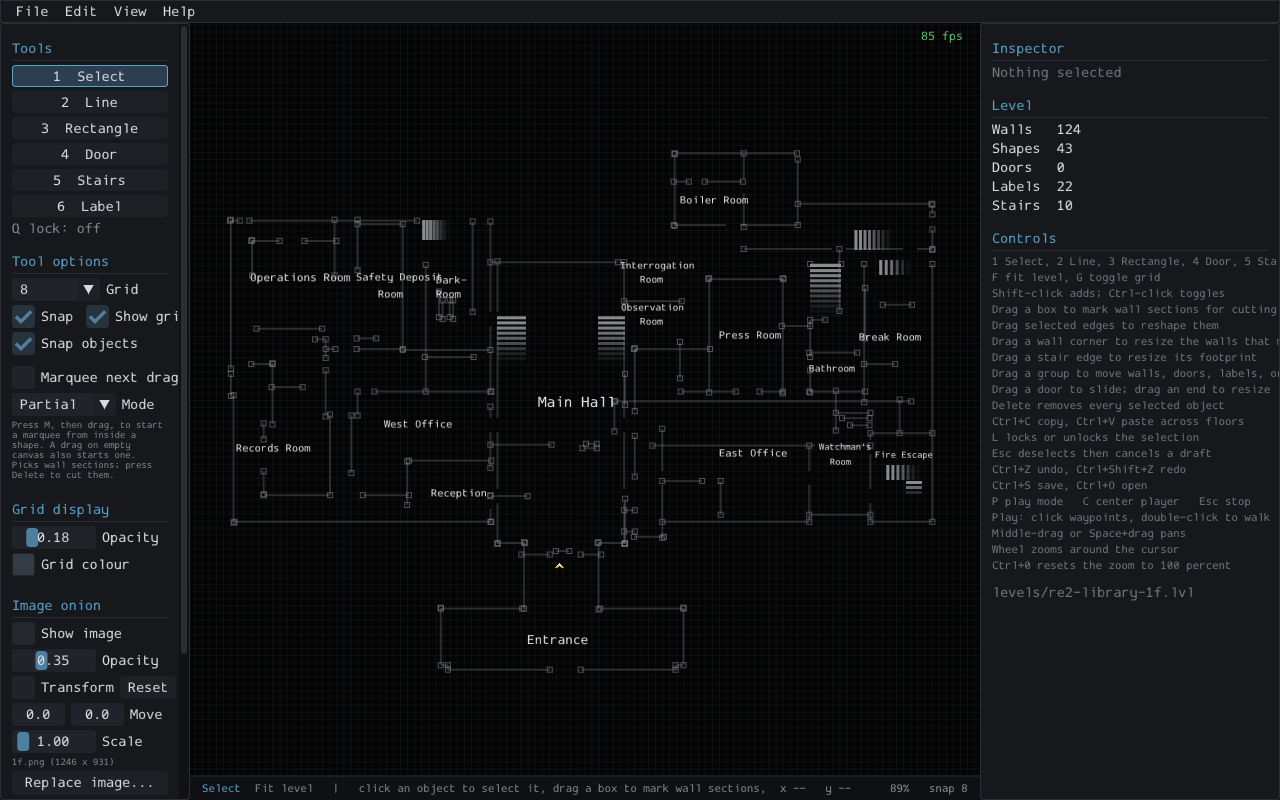 File Edit View Help
Tools
1 Select
2 Line
3 Rectangle
4 Door
5 Stairs
6 Label
Q lock: off
Tool options
8 Grid
Snap Show gri
Snap objects
Marquee next drag
Partial Mode
Press M, then drag, to start
a marquee from inside a
shape. A drag on empty
canvas also starts one.
Picks wall sections; press
Delete to cut them.
Grid display
0.18 Opacity
Grid colour
Image onion
Show image
0.35 Opacity
Transform Reset
0.0 0.0 Move
1.00 Scale
1f.png (1246 x 931)
Replace image...
85 fps
Boiler Room
Interrogation
Room
Operations Room
Safety Deposit
Room
Dark-
Room
Observation
Room
Press Room
Break Room
Bathroom
Main Hall
West Office
Records Room
East Office
Watchman's
Room
Fire Escape
Reception
Entrance
Select Fit level | click an object to select it, drag a box to mark wall sections, x -- y -- 89% snap 8
Inspector
Nothing selected
Level
Walls 124
Shapes 43
Doors 0
Labels 22
Stairs 10
Controls
1 Select, 2 Line, 3 Rectangle, 4 Door, 5 Sta
F fit level, G toggle grid
Shift-click adds; Ctrl-click toggles
Drag a box to mark wall sections for cutting
Drag selected edges to reshape them
Drag a wall corner to resize the walls that m
Drag a stair edge to resize its footprint
Drag a group to move walls, doors, labels, o
Drag a door to slide; drag an end to resize
Delete removes every selected object
Ctrl+C copy, Ctrl+V paste across floors
L locks or unlocks the selection
Esc deselects then cancels a draft
Ctrl+Z undo, Ctrl+Shift+Z redo
Ctrl+S save, Ctrl+O open
P play mode C center player Esc stop
Play: click waypoints, double-click to walk
Middle-drag or Space+drag pans
Wheel zooms around the cursor
Ctrl+0 resets the zoom to 100 percent
levels/re2-library-1f.lvl